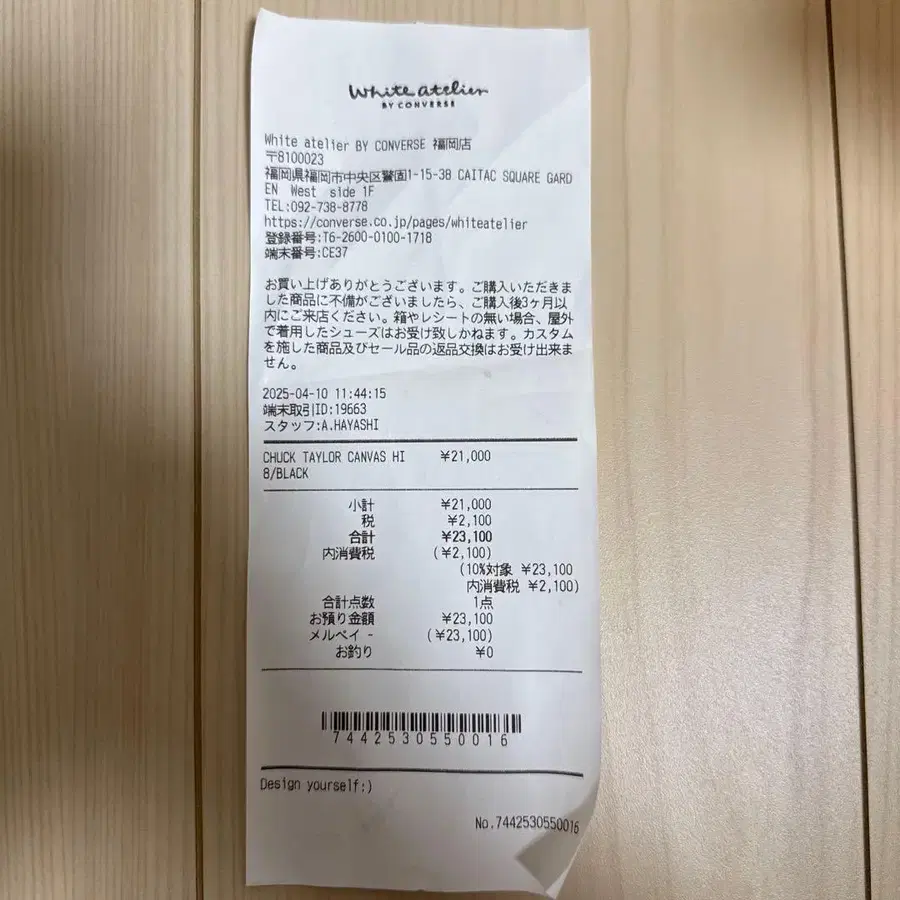 White atelier
BY CONVERSE
White atelier BY CONVERSE 福岡店
〒8100023
福岡県福岡市中央区警固1-15-38 CAITAC SQUARE GARD
EN West side 1F
TEL:092-738-8778
https://converse.co.jp/pages/whiteatelier
登録番号:T6-2600-0100-1718
端末番号:CE37
お買い上げありがとうございます。ご購入いただきま
した商品に不備がございましたら、ご購入後3ヶ月以
内にご来店ください。箱やレシートの無い場合、屋外
で着用したシューズはお受け致しかねます。カスタム
を施した商品及びセール品の返品交換はお受け出来ま
せん。
2025-04-10 11:44:15
端末取引ID:19663
スタッフ:A.HAYASHI
CHUCK TAYLOR CANVAS HI ¥21,000
8/BLACK
小計 ¥21,000
税 ¥2,100
合計 ¥23,100
内消費税 (¥2,100)
(10%対象 ¥23,100
内消費税 ¥2,100)
合計点数 1点
お預り金額 ¥23,100
メルペイ - (¥23,100)
お釣り ¥0
7442530550016
Design yourself:)
No.7442530550016